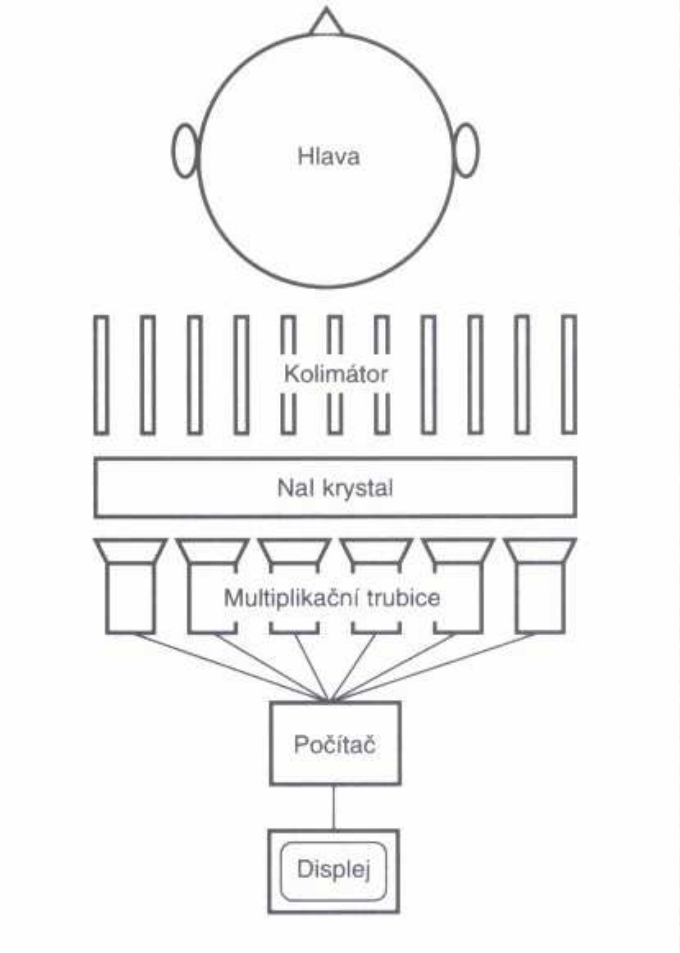 Hlava
Kolimátor
NaI krystal
Multiplikační trubice
Počítač
Displej